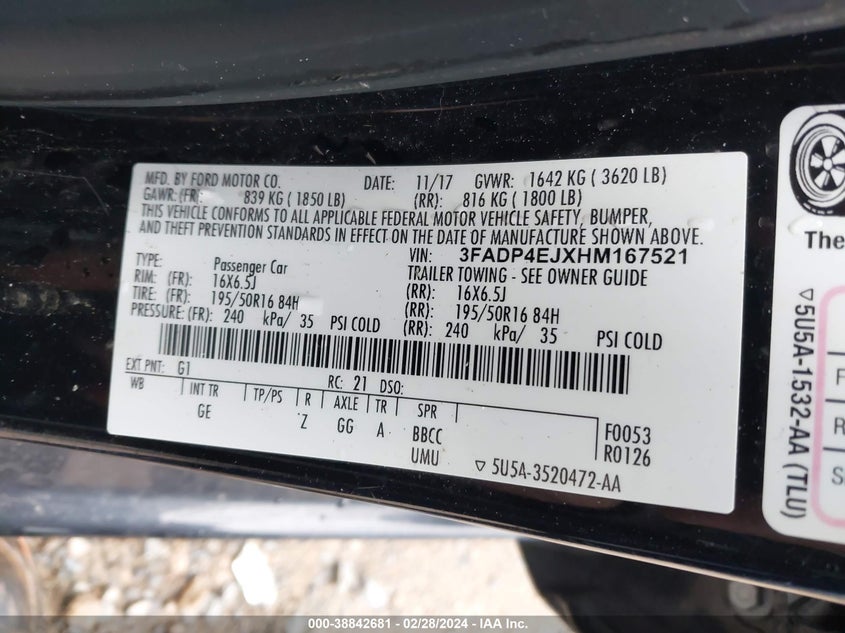 MFD. BY FORD MOTOR CO. DATE: 11/17 GVWR: 1642 KG ( 3620 LB)
GAWR: (FR): 839 KG ( 1850 LB) (RR): 816 KG ( 1800 LB)
THIS VEHICLE CONFORMS TO ALL APPLICABLE FEDERAL MOTOR VEHICLE SAFETY, BUMPER,
AND THEFT PREVENTION STANDARDS IN EFFECT ON THE DATE OF MANUFACTURE SHOWN ABOVE.
VIN: 3FADP4EJXHM167521
TYPE: Passenger Car TRAILER TOWING - SEE OWNER GUIDE
RIM: (FR): 16X6.5J (RR): 16X6.5J
TIRE: (FR): 195/50R16 84H (RR): 195/50R16 84H
PRESSURE: (FR): 240 kPa/ 35 PSI COLD (RR): 240 kPa/ 35 PSI COLD
EXT PNT: G1 RC: 21 DSO:
WB INT TR TP/PS R AXLE TR SPR
GE Z GG A BBCC F0053
UMU R0126
▽ 5U5A-3520472-AA
The
▽5U5A-1532-AA (TLU)
F
R
S
000-38842681 - 02/28/2024 - IAA Inc.